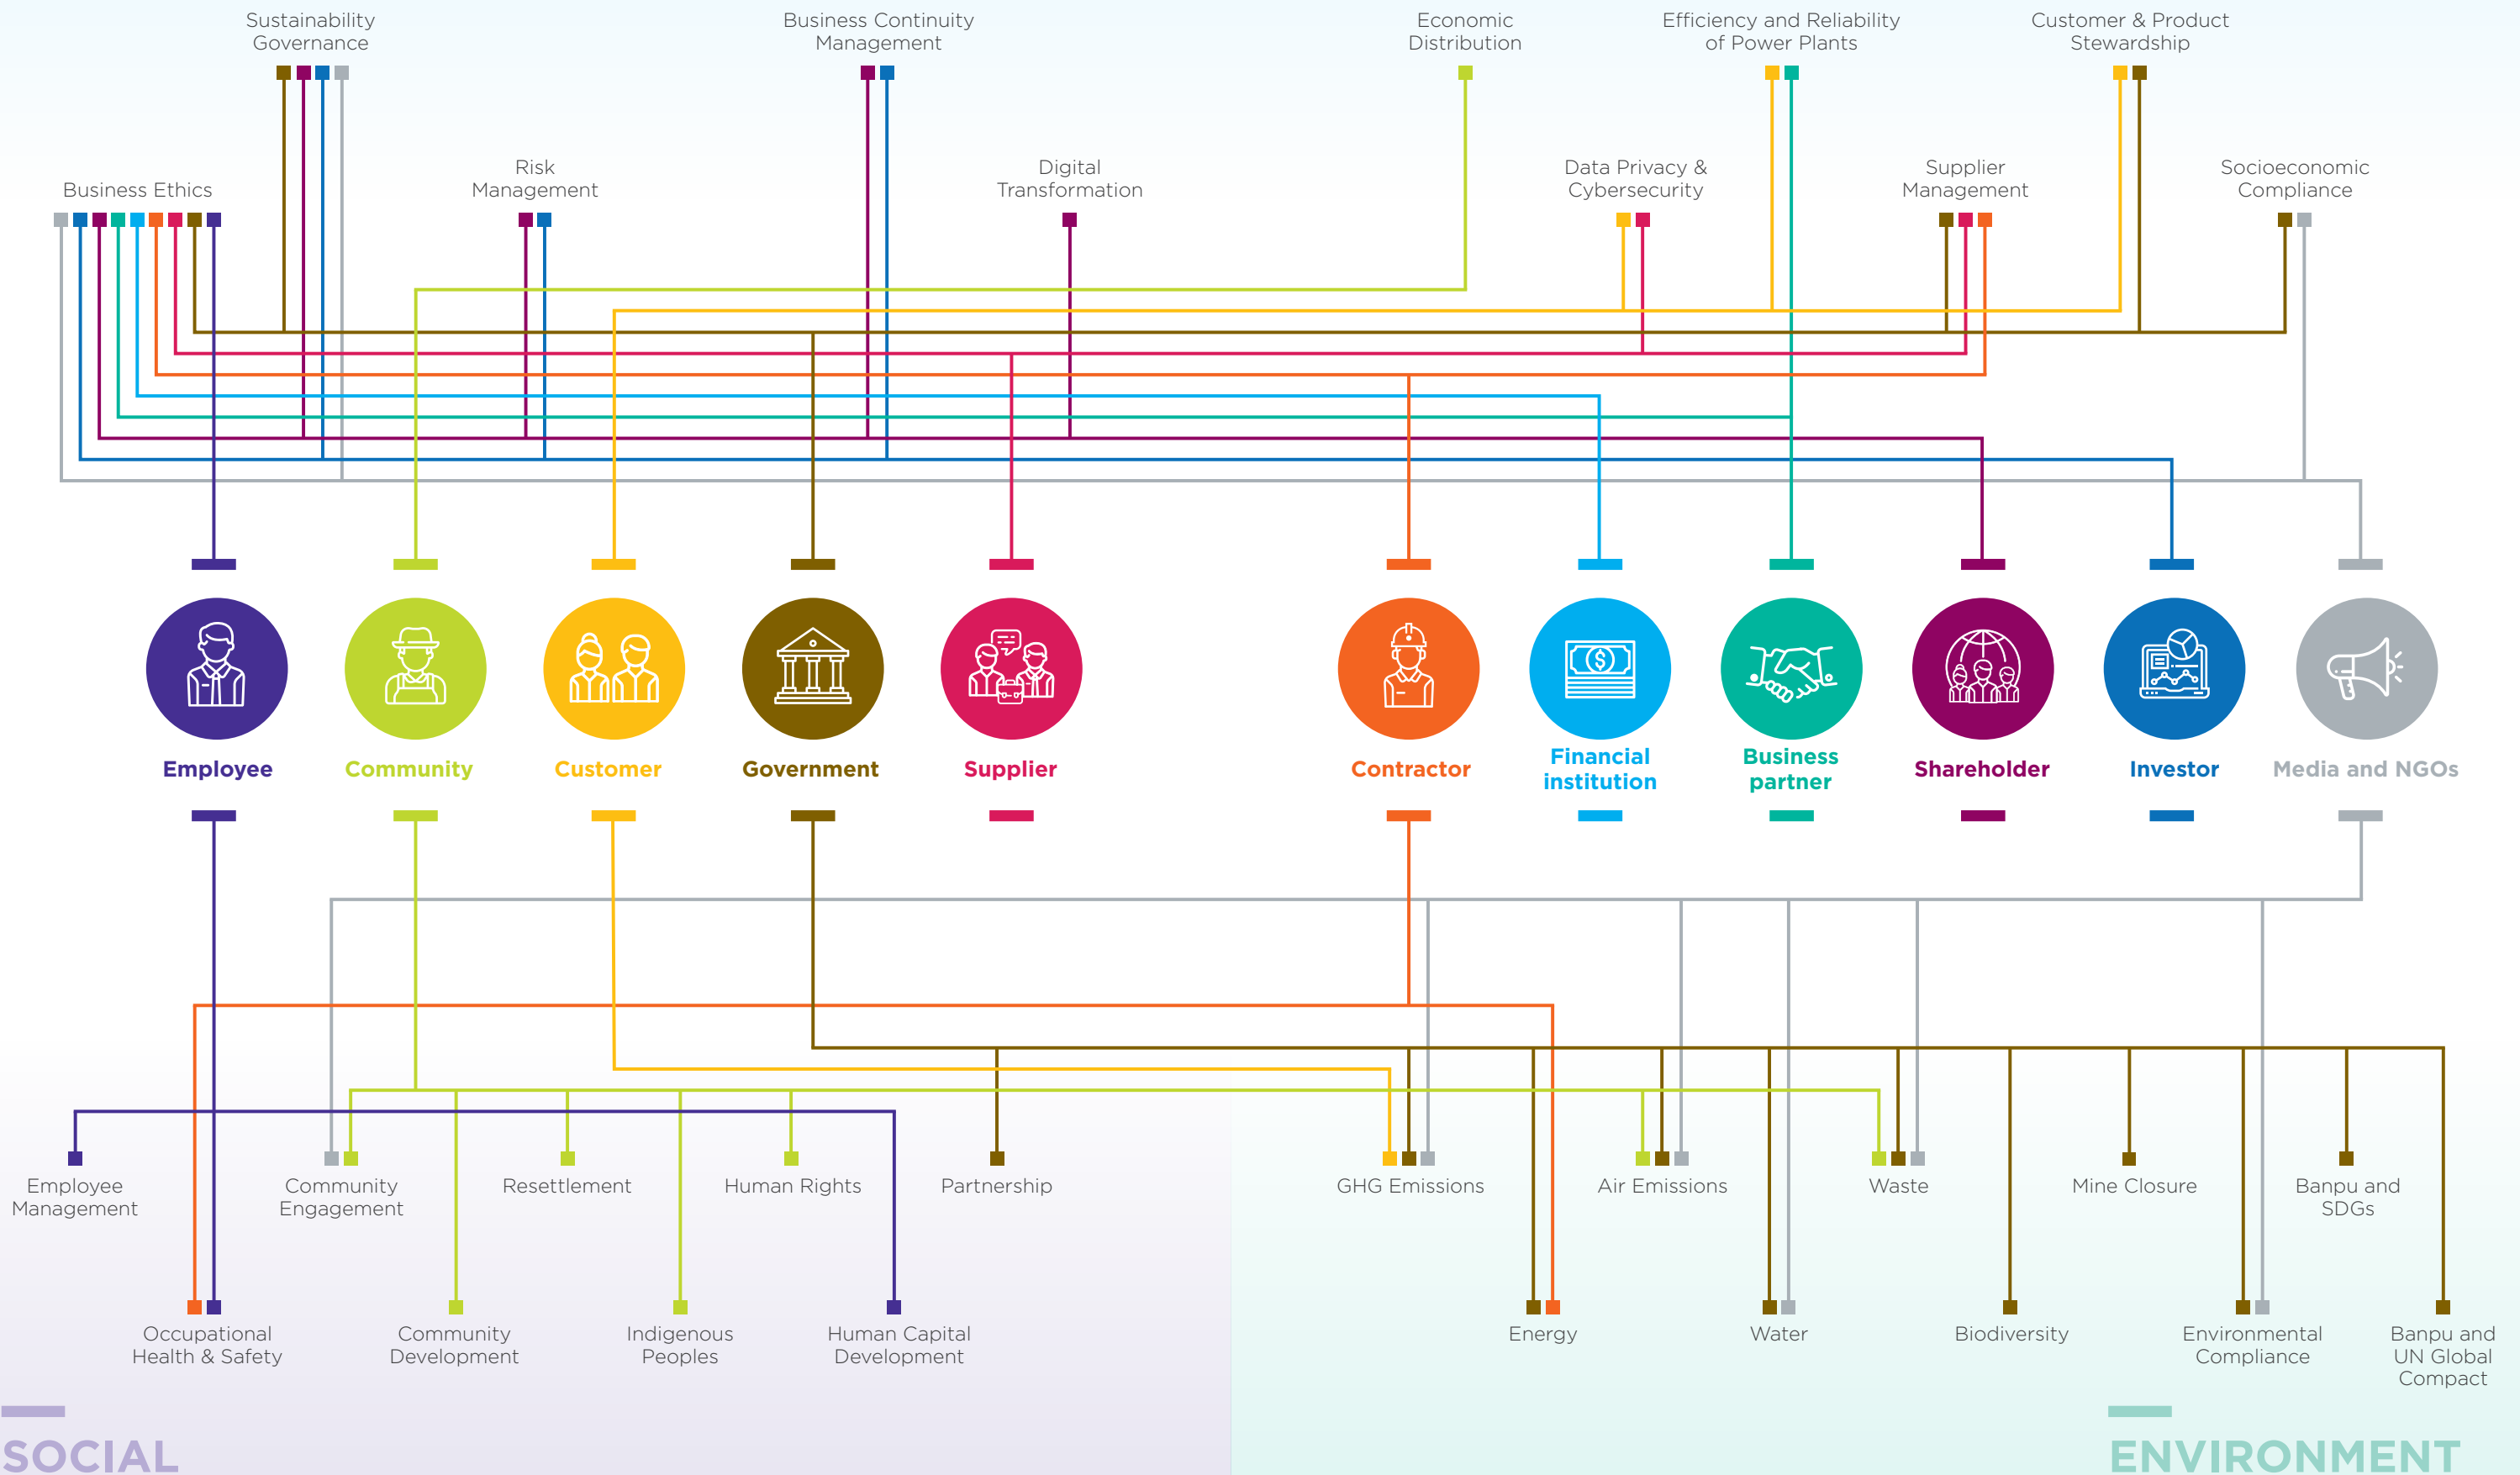 Sustainability
Governance
Business Continuity
Management
Economic
Distribution
Efficiency and Reliability
of Power Plants
Customer & Product
Stewardship
Business Ethics
Risk
Management
Digital
Transformation
Data Privacy &
Cybersecurity
Supplier
Management
Socioeconomic
Compliance
Employee
Community
Customer
Government
Supplier
Contractor
Financial
institution
Business
partner
Shareholder
Investor
Media and NGOs
Employee
Management
Community
Engagement
Resettlement
Human Rights
Partnership
GHG Emissions
Air Emissions
Waste
Mine Closure
Banpu and
SDGs
Occupational
Health & Safety
Community
Development
Indigenous
Peoples
Human Capital
Development
Energy
Water
Biodiversity
Environmental
Compliance
Banpu and
UN Global
Compact
SOCIAL
ENVIRONMENT